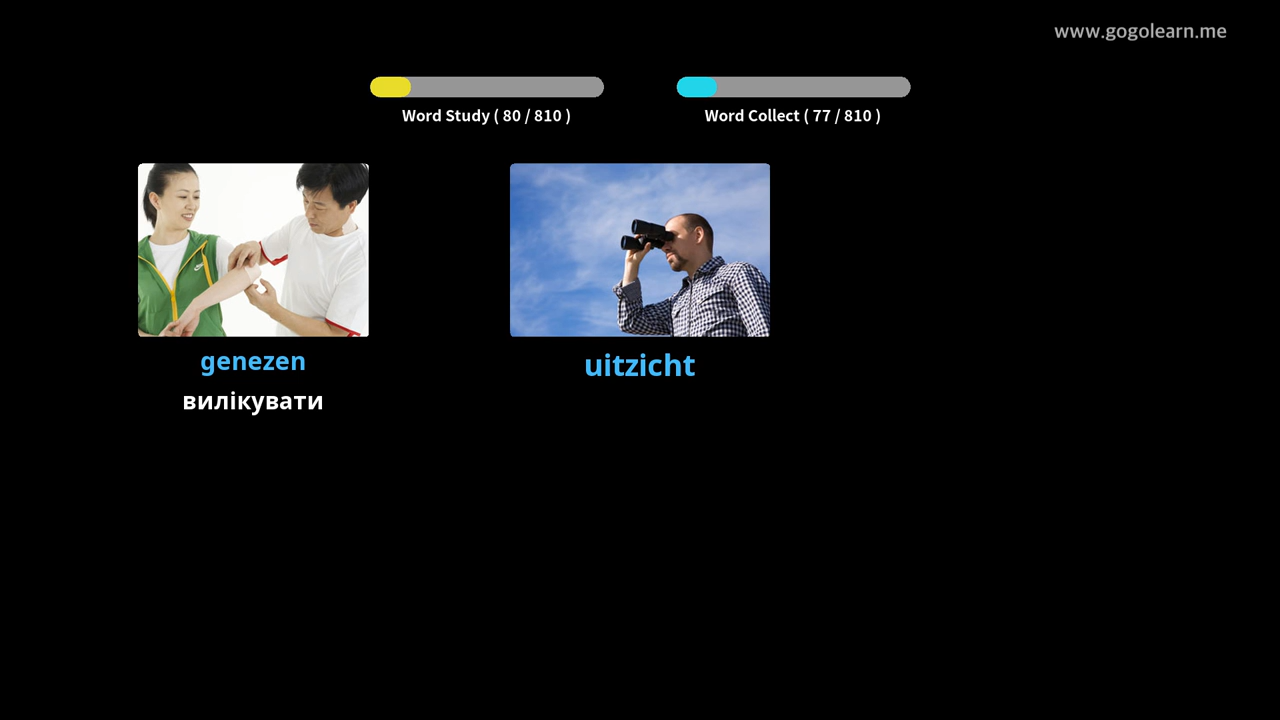 www.gogolearn.me
Word Study ( 80 / 810 )
Word Collect ( 77 / 810 )
genezen
вилікувати
uitzicht